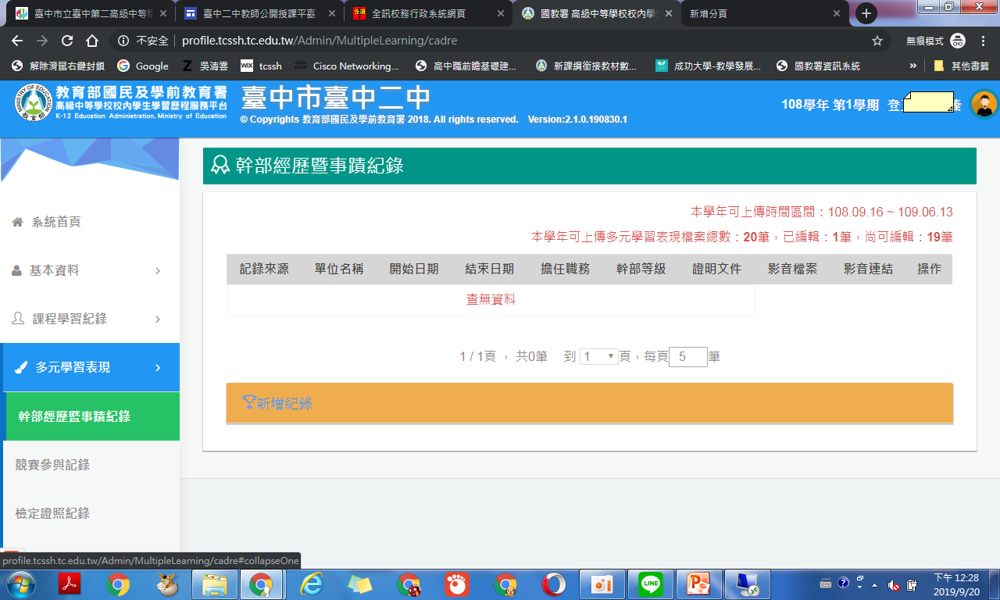 臺中市立臺中第二高級中等學
臺中二中教師公開授課平臺 -
全訊校務行政系統網頁
國教署 高級中等學校校內學生
新增分頁
不安全 profile.tcssh.tc.edu.tw/Admin/MultipleLearning/cadre
無痕模式
解除滑鼠右鍵封鎖 Google 吳清雲 tcssh Cisco Networking... 高中職前瞻基礎建... 新課綱銜接教材數... 成功大學-教學發展... 國教署資訊系統 » 其他書籤
MINISTRY OF EDUCATION
教育部國民及學前教育署
高級中等學校校內學生學習歷程服務平台
K-12 Education Administration, Ministry of Education
臺中市臺中二中
© Copyrights 教育部國民及學前教育署 2018. All rights reserved. Version:2.1.0.190830.1
108學年 第1學期 登
系統首頁
基本資料
課程學習紀錄
多元學習表現
幹部經歷暨事蹟紀錄
競賽參與記錄
檢定證照紀錄
幹部經歷暨事蹟紀錄
本學年可上傳時間區間：108.09.16 ~ 109.06.13
本學年可上傳多元學習表現檔案總數：20筆，已編輯：1筆，尚可編輯：19筆
記錄來源 單位名稱 開始日期 結束日期 擔任職務 幹部等級 證明文件 影音檔案 影音連結 操作
查無資料
1 / 1頁 ， 共0筆 到 1 頁，每頁 5 筆
新增紀錄
profile.tcssh.tc.edu.tw/Admin/MultipleLearning/cadre#collapseOne
LINE
下午 12:28
2019/9/20